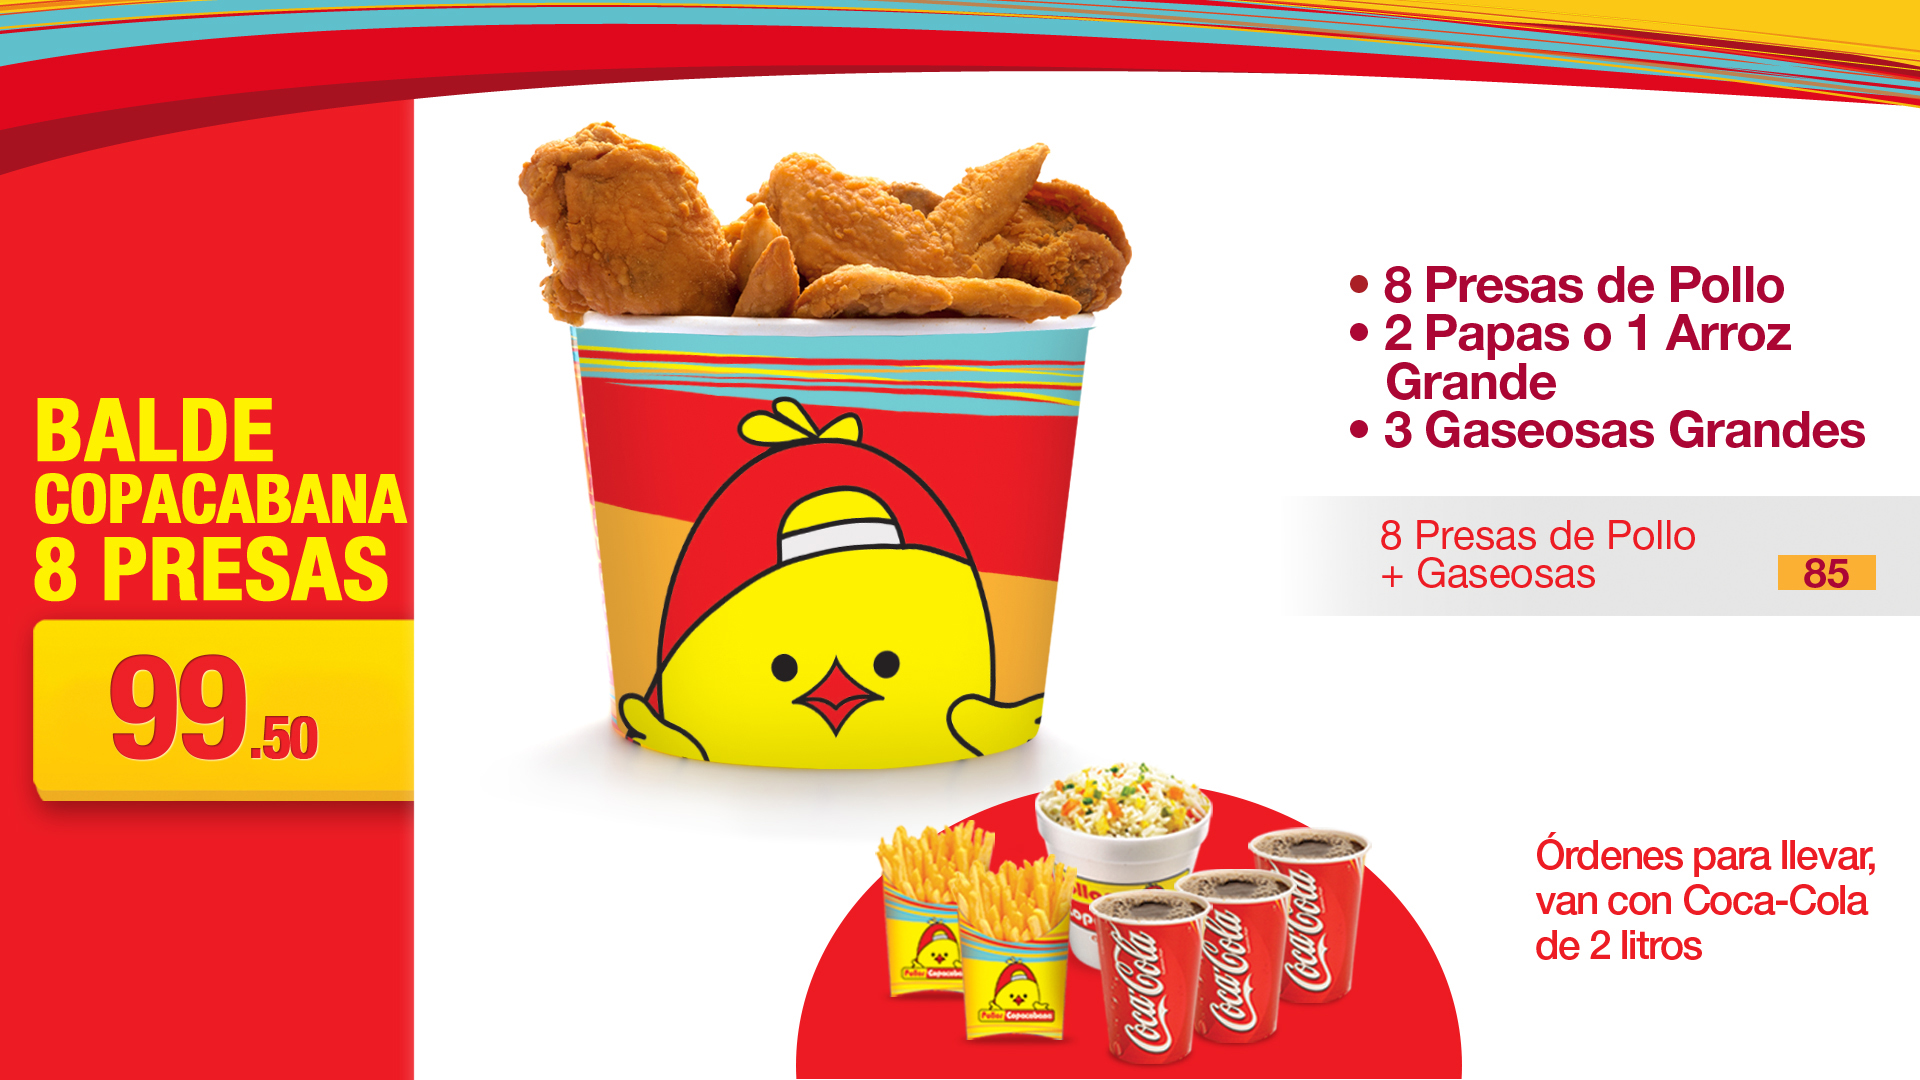 BALDE
COPACABANA
8 PRESAS
99.50
• 8 Presas de Pollo
• 2 Papas o 1 Arroz
Grande
• 3 Gaseosas Grandes
8 Presas de Pollo
+ Gaseosas
85
Órdenes para llevar,
van con Coca-Cola
de 2 litros
Pollos Copacabana
Coca-Cola
Coca-Cola
Coca-Cola